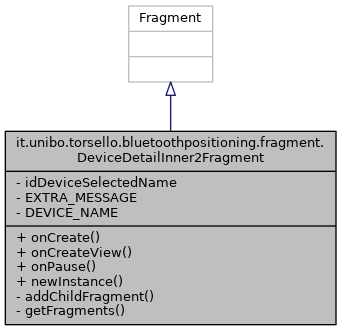 Fragment
it.unibo.torsello.bluetoothpositioning.fragment.
DeviceDetailInner2Fragment
- idDeviceSelectedName
- EXTRA_MESSAGE
- DEVICE_NAME
+ onCreate()
+ onCreateView()
+ onPause()
+ newInstance()
- addChildFragment()
- getFragments()